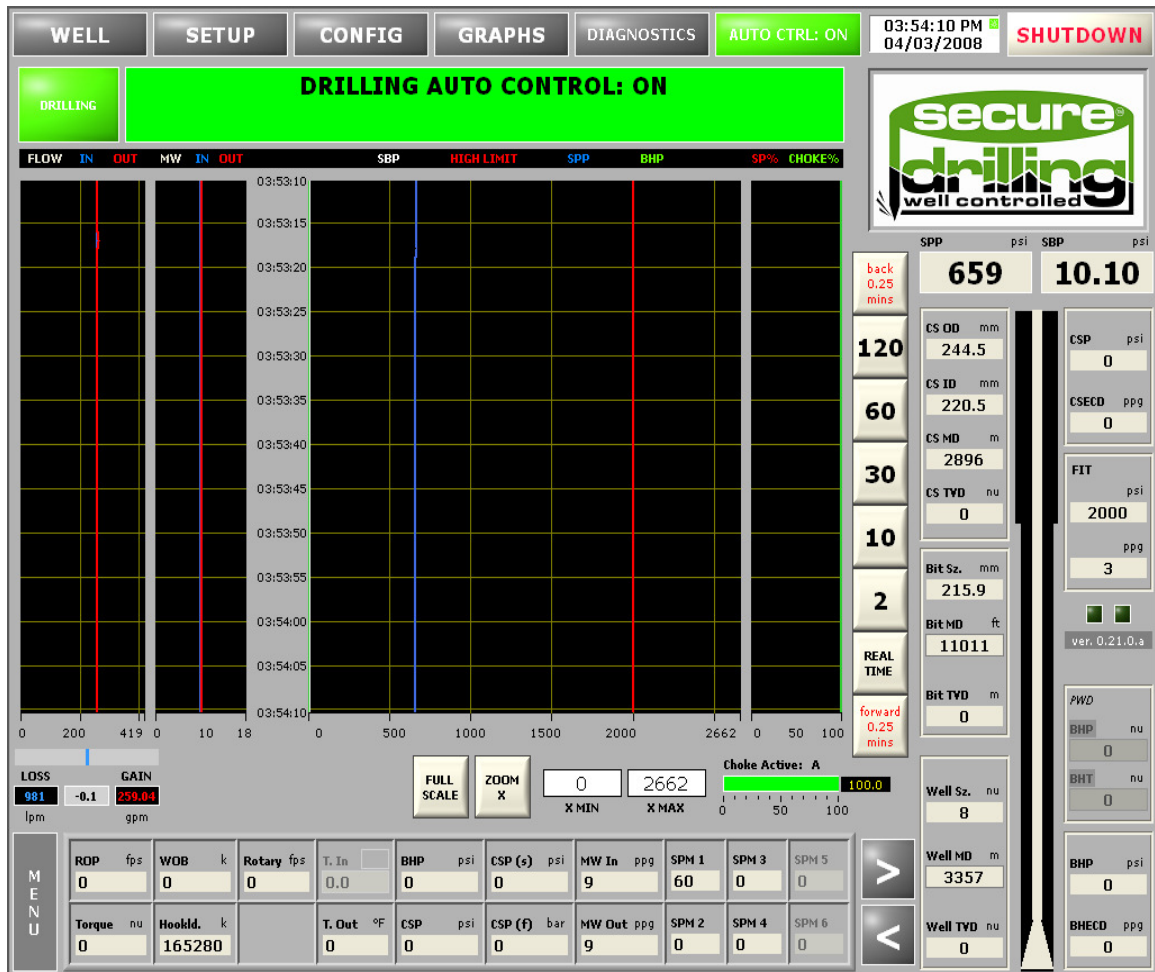 WELL SETUP CONFIG GRAPHS DIAGNOSTICS AUTO CTRL: ON 03:54:10 PM 04/03/2008 SHUTDOWN
DRILLING
DRILLING AUTO CONTROL: ON
secure
drilling
well controlled
FLOW IN OUT MW IN OUT SBP HIGH LIMIT SPP BHP SP% CHOKE%
03:53:10
03:53:15
03:53:20
03:53:25
03:53:30
03:53:35
03:53:40
03:53:45
03:53:50
03:53:55
03:54:00
03:54:05
03:54:10
0 200 419 0 10 18 0 500 1000 1500 2000 2662 0 50 100
back
0.25
mins
120
60
30
10
2
REAL
TIME
forward
0.25
mins
SPP psi SBP psi
659 10.10
CS OD mm
244.5
CS ID mm
220.5
CS MD m
2896
CS TVD nu
0
Bit Sz. mm
215.9
Bit MD ft
11011
Bit TVD m
0
Well Sz. nu
8
Well MD m
3357
Well TVD nu
0
CSP psi
0
CSECD ppg
0
FIT
psi
2000
ppg
3
ver. 0.21.0.a
PWD
BHP nu
0
BHT nu
0
BHP psi
0
BHECD ppg
0
LOSS GAIN
981 -0.1 259.04
lpm gpm
FULL
SCALE
ZOOM
X
0 2662
X MIN X MAX
Choke Active: A
100.0
0 50 100
MENU
ROP fps WOB k Rotary fps T. In BHP psi CSP (s) psi MW In ppg SPM 1 SPM 3 SPM 5
0 0 0 0.0 0 0 9 60 0 0
Torque nu Hookld. k T. Out °F CSP psi CSP (f) bar MW Out ppg SPM 2 SPM 4 SPM 6
0 165280 0 0 0 9 0 0 0
>
<